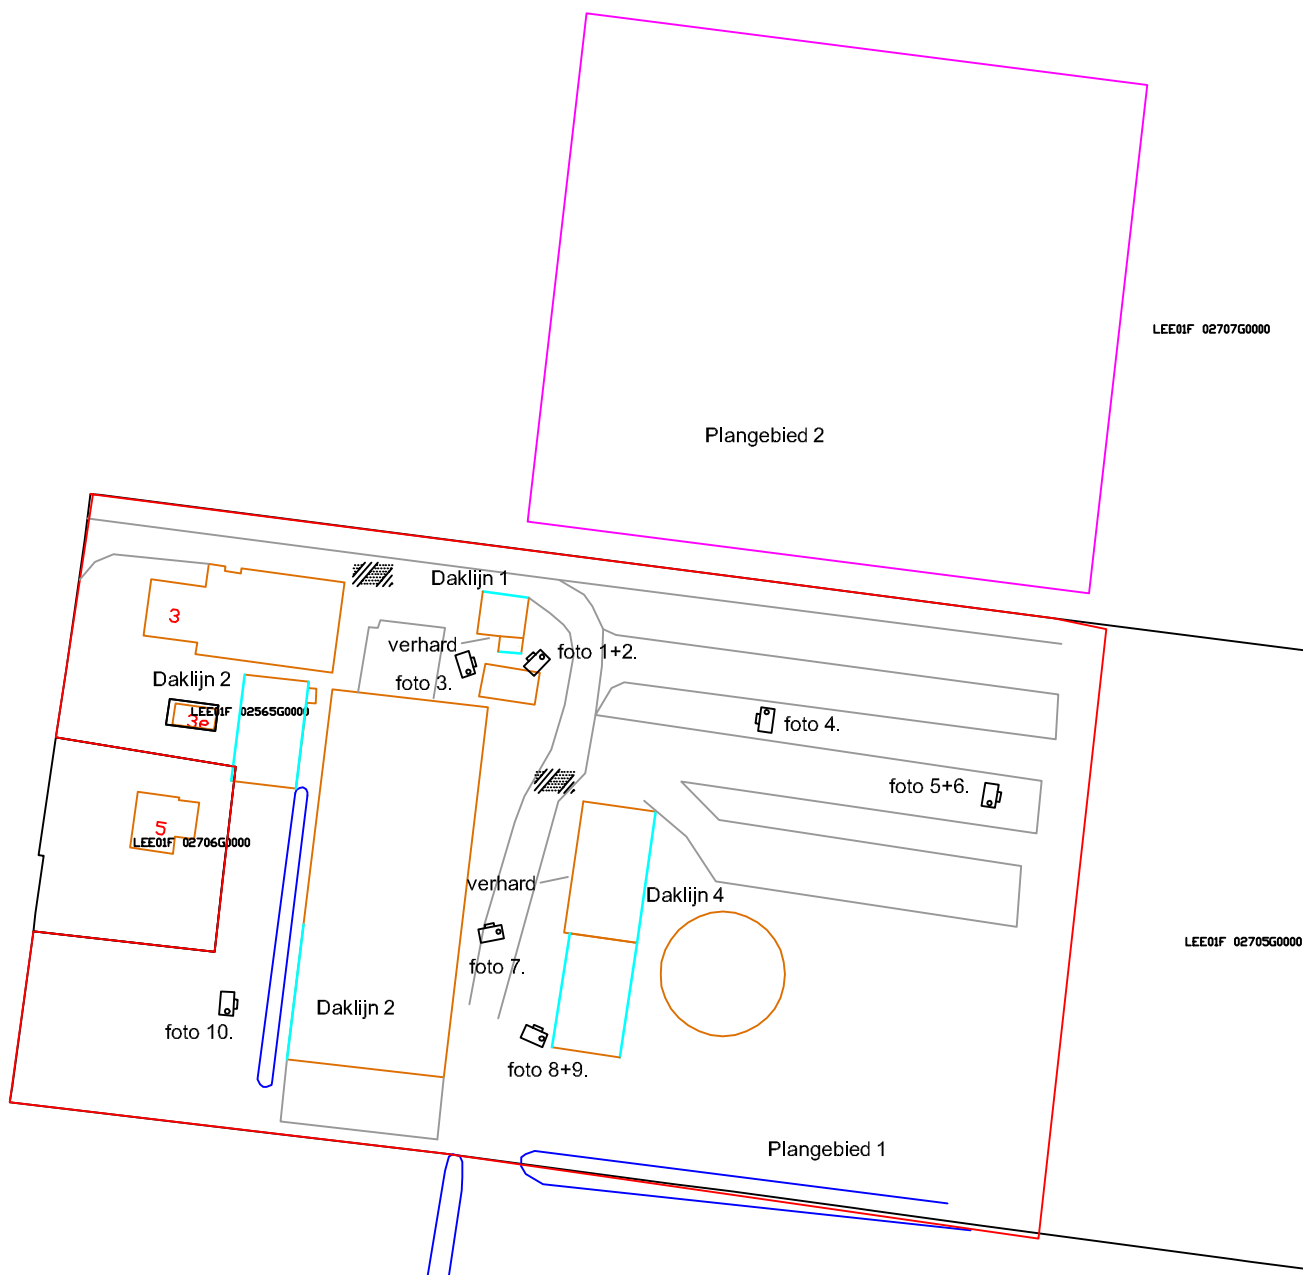 LEE01F 02707G0000
Plangebied 2
Daklijn 1
3
verhard
foto 1+2.
foto 3.
Daklijn 2
LEE01F 02565G0000
3e
foto 4.
foto 5+6.
5
LEE01F 02706G0000
verhard
Daklijn 4
LEE01F 02705G0000
foto 7.
Daklijn 2
foto 10.
foto 8+9.
Plangebied 1